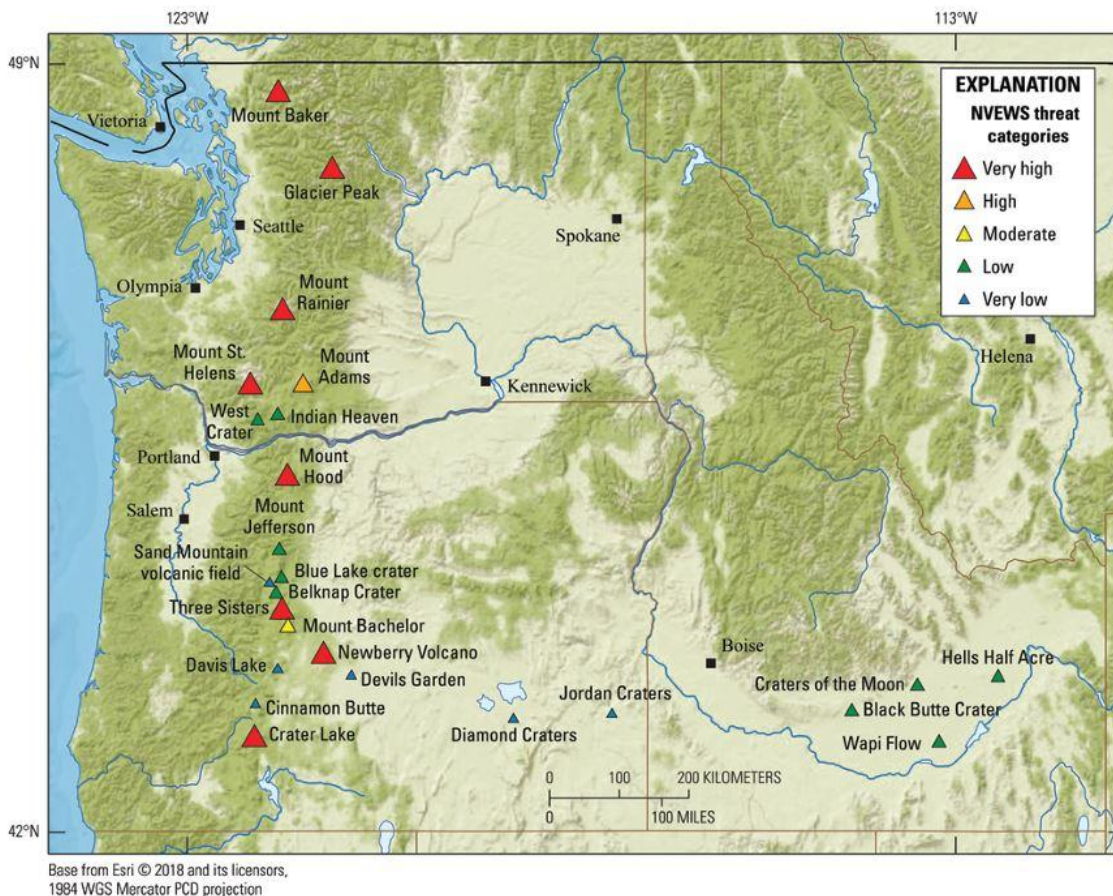 123°W
113°W
49°N
EXPLANATION
NVEWS threat
categories
Very high
High
Moderate
Low
Very low
Mount Baker
Victoria
Glacier Peak
Seattle
Spokane
Olympia
Mount
Rainier
Helena
Mount St.
Helens
Mount
Adams
Kennewick
West
Crater
Indian Heaven
Portland
Mount
Hood
Salem
Mount
Jefferson
Sand Mountain
volcanic field
Blue Lake crater
Belknap Crater
Three Sisters
Mount Bachelor
Newberry Volcano
Boise
Davis Lake
Devils Garden
Hells Half Acre
Craters of the Moon
Jordan Craters
Cinnamon Butte
Black Butte Crater
Crater Lake
Diamond Craters
Wapi Flow
0 100 200 KILOMETERS
0 100 MILES
42°N
Base from Esri © 2018 and its licensors,
1984 WGS Mercator PCD projection